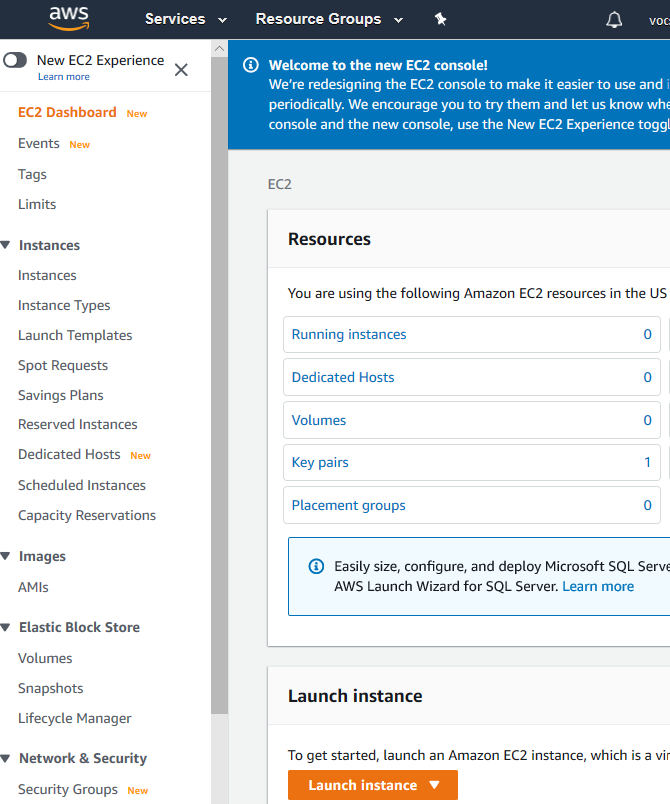 aws
Services
Resource Groups
voc
New EC2 Experience
Learn more
EC2 Dashboard New
Events New
Tags
Limits
Instances
Instances
Instance Types
Launch Templates
Spot Requests
Savings Plans
Reserved Instances
Dedicated Hosts New
Scheduled Instances
Capacity Reservations
Images
AMIs
Elastic Block Store
Volumes
Snapshots
Lifecycle Manager
Network & Security
Security Groups New
Welcome to the new EC2 console!
We're redesigning the EC2 console to make it easier to use and
periodically. We encourage you to try them and let us know whe
console and the new console, use the New EC2 Experience toggl
EC2
Resources
You are using the following Amazon EC2 resources in the US
Running instances 0
Dedicated Hosts 0
Volumes 0
Key pairs 1
Placement groups 0
Easily size, configure, and deploy Microsoft SQL Serve
AWS Launch Wizard for SQL Server. Learn more
Launch instance
To get started, launch an Amazon EC2 instance, which is a vir
Launch instance